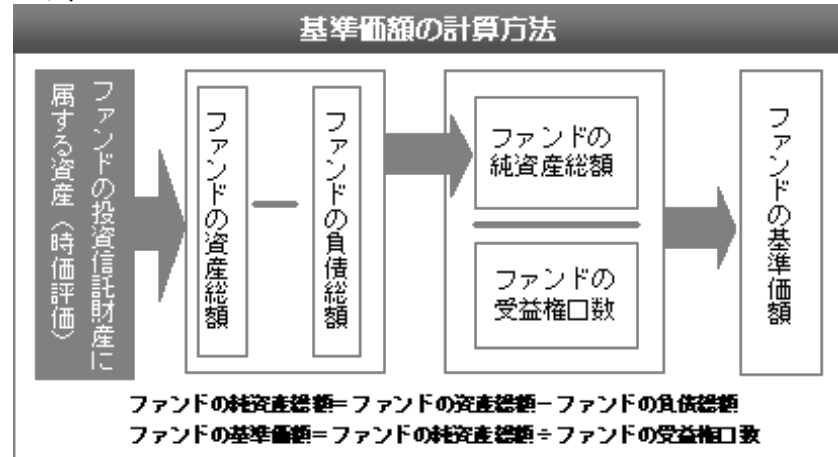 基準価額の計算方法
ファンドの投資信託財産に
属する資産（時価評価）
ファンドの資産総額
ファンドの負債総額
ファンドの
純資産総額
ファンドの
受益権口数
ファンドの基準価額
ファンドの純資産総額=ファンドの資産総額-ファンドの負債総額
ファンドの基準価額=ファンドの純資産総額÷ファンドの受益権口数